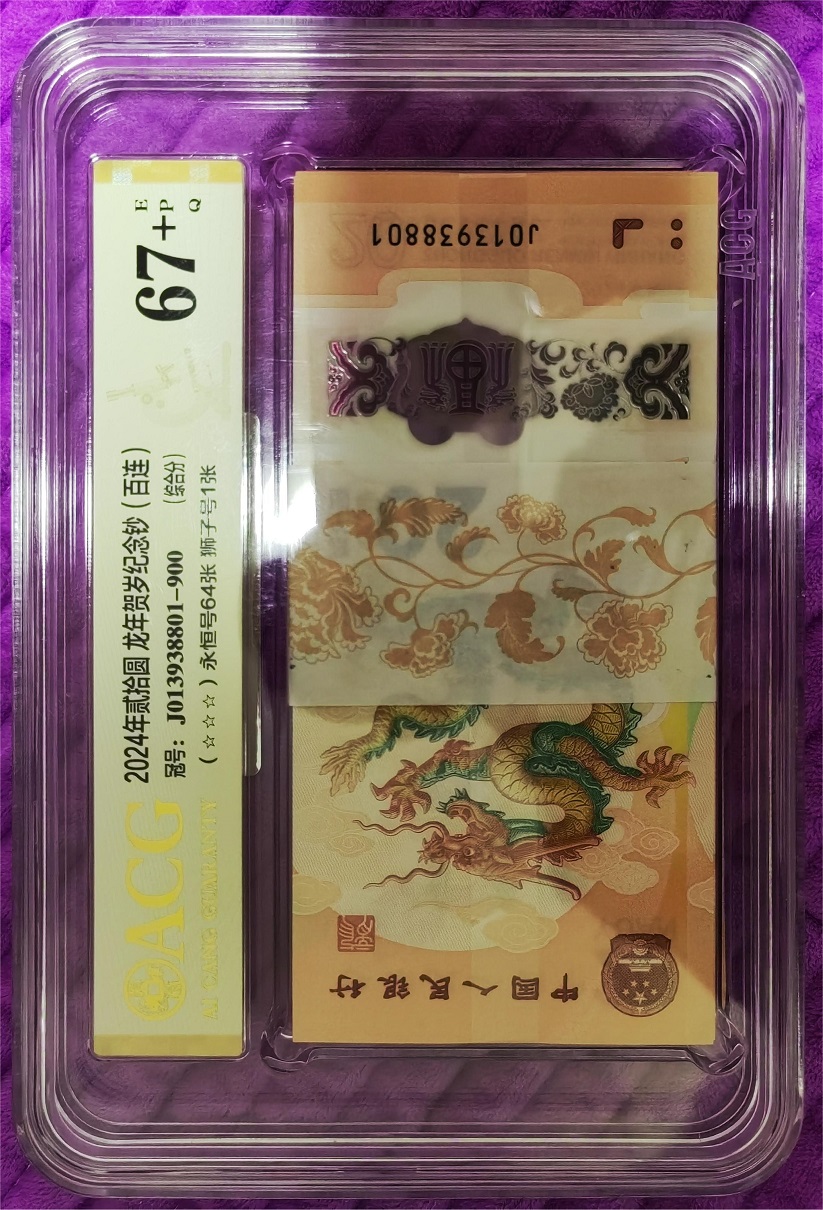 ACG
AI CANG GUARANTY
2024年贰拾圆 龙年贺岁纪念钞（百连）
冠号：J013938801-900 (综合分)
(☆☆☆) 永恒号64张 狮子号1张
67+
E
P
Q
中国人民银行
J013938801
ACG